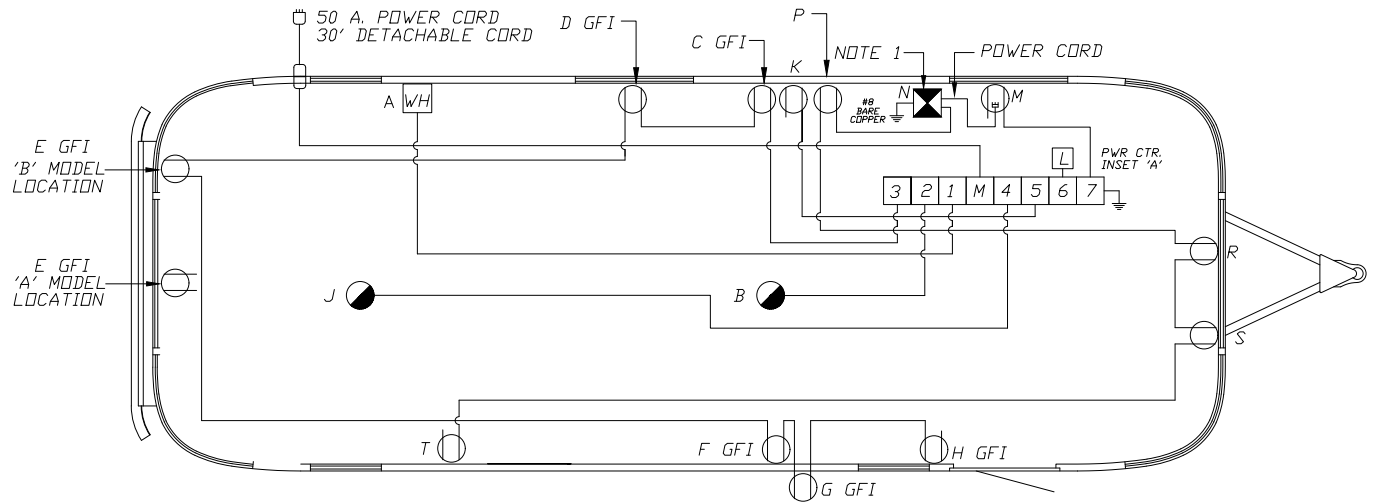 50 A. POWER CORD
30' DETACHABLE CORD
D GFI
C GFI
P
K
NOTE 1
POWER CORD
A
WH
#8
BARE
COPPER
N
M
E GFI
'B' MODEL
LOCATION
L
PWR CTR.
INSET 'A'
3 2 1 M 4 5 6 7
R
E GFI
'A' MODEL
LOCATION
J
B
S
T
F GFI
H GFI
G GFI